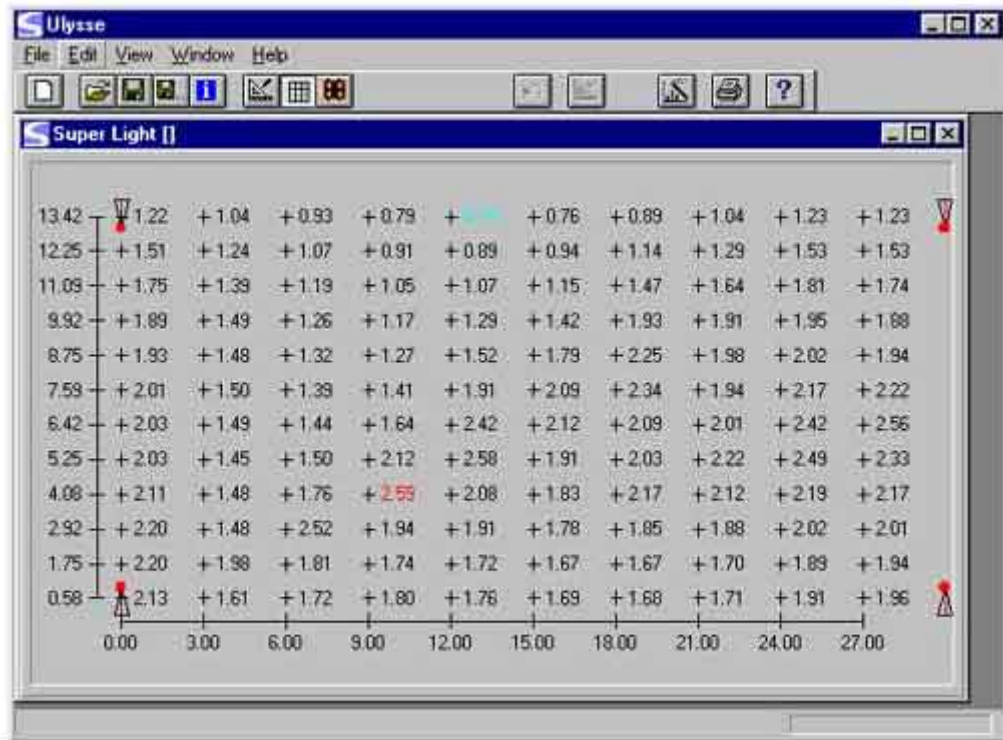 Ulysse
File Edit View Window Help
?
Super Light []
13.42 1.22 +1.04 +0.93 +0.79 + +0.76 +0.89 +1.04 +1.23 +1.23
12.25 +1.51 +1.24 +1.07 +0.91 +0.89 +0.94 +1.14 +1.29 +1.53 +1.53
11.09 +1.75 +1.39 +1.19 +1.05 +1.07 +1.15 +1.47 +1.64 +1.81 +1.74
9.92 +1.89 +1.49 +1.26 +1.17 +1.29 +1.42 +1.93 +1.91 +1.95 +1.88
8.75 +1.93 +1.48 +1.32 +1.27 +1.52 +1.79 +2.25 +1.98 +2.02 +1.94
7.59 +2.01 +1.50 +1.39 +1.41 +1.91 +2.09 +2.34 +1.94 +2.17 +2.22
6.42 +2.03 +1.49 +1.44 +1.64 +2.42 +2.12 +2.09 +2.01 +2.42 +2.56
5.25 +2.03 +1.45 +1.50 +2.12 +2.58 +1.91 +2.03 +2.22 +2.49 +2.33
4.08 +2.11 +1.48 +1.76 + +2.08 +1.83 +2.17 +2.12 +2.19 +2.17
2.92 +2.20 +1.48 +2.52 +1.94 +1.91 +1.78 +1.85 +1.88 +2.02 +2.01
1.75 +2.20 +1.98 +1.81 +1.74 +1.72 +1.67 +1.67 +1.70 +1.89 +1.94
0.58 2.13 +1.61 +1.72 +1.80 +1.76 +1.69 +1.68 +1.71 +1.91 +1.96
0.00 3.00 6.00 9.00 12.00 15.00 18.00 21.00 24.00 27.00